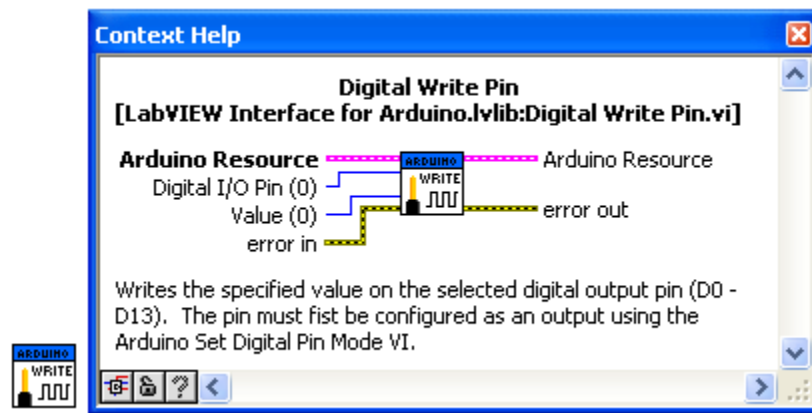 Context Help
Digital Write Pin
[LabVIEW Interface for Arduino.lvlib:Digital Write Pin.vi]
Arduino Resource
ARDUINO
Arduino Resource
Digital I/O Pin (0)
WRITE
Value (0)
error out
error in
Writes the specified value on the selected digital output pin (D0 -
D13).  The pin must fist be configured as an output using the
Arduino Set Digital Pin Mode VI.
ARDUINO
WRITE
?